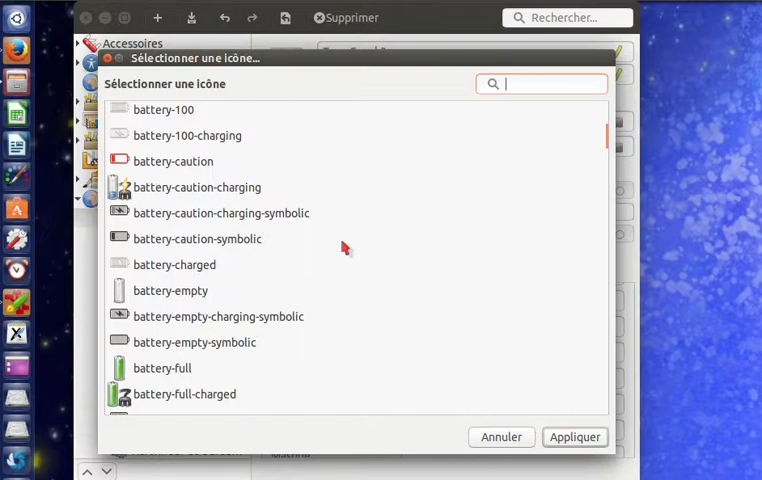 Supprimer
Rechercher...
Accessoires
Sélectionner une icône...
Sélectionner une icône
battery-100
battery-100-charging
battery-caution
battery-caution-charging
battery-caution-charging-symbolic
battery-caution-symbolic
battery-charged
battery-empty
battery-empty-charging-symbolic
battery-empty-symbolic
battery-full
battery-full-charged
Annuler
Appliquer